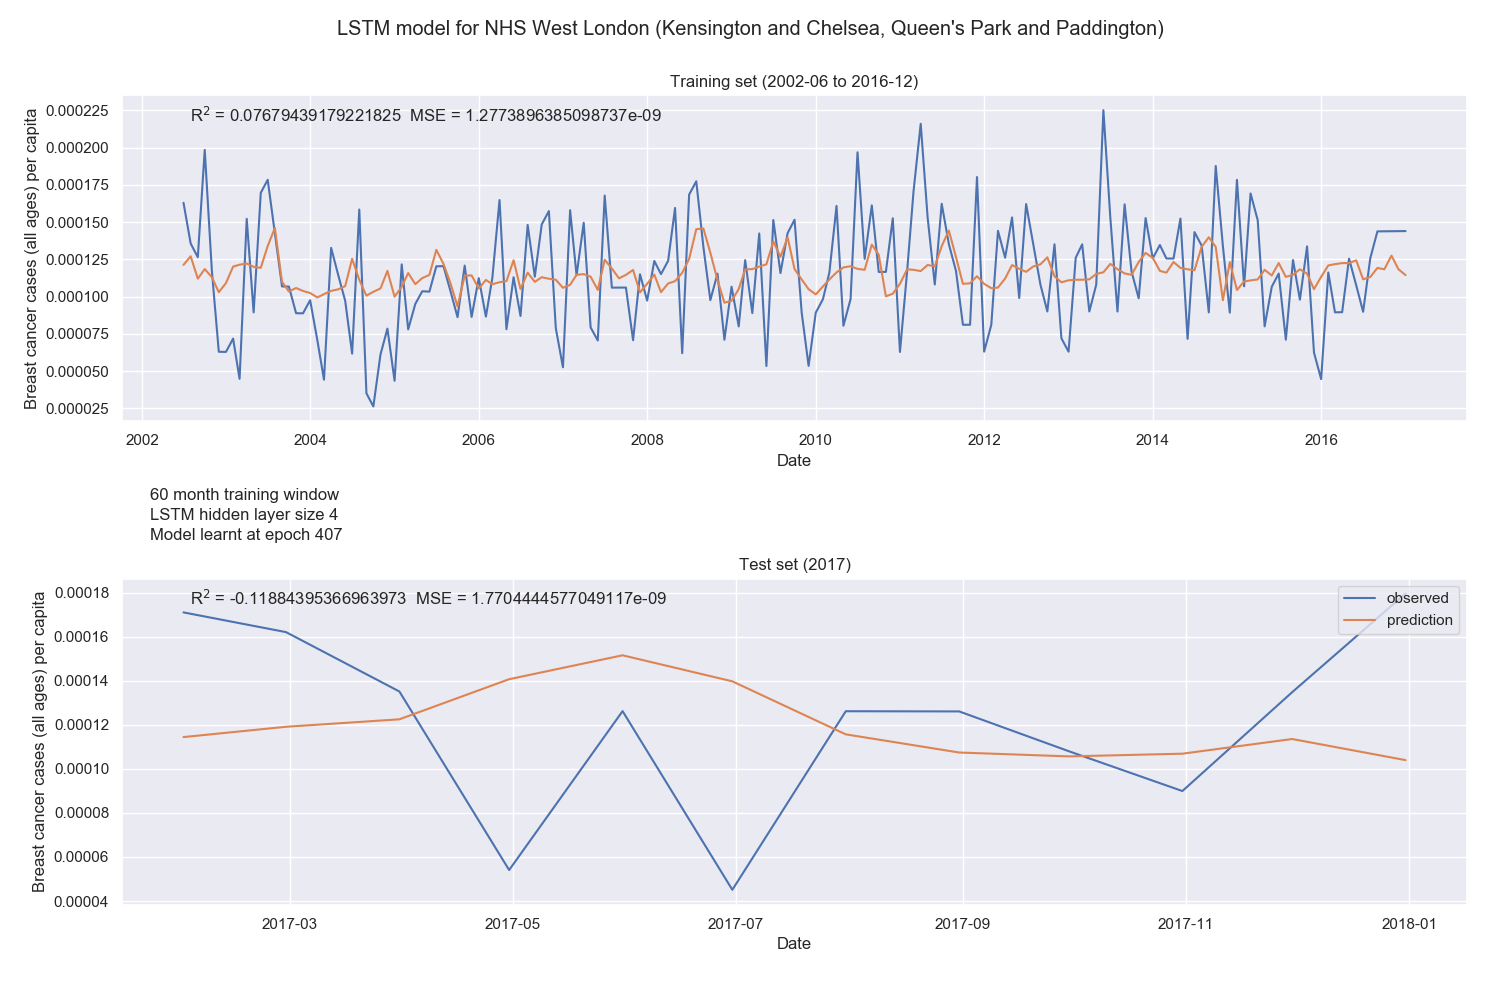 LSTM model for NHS West London (Kensington and Chelsea, Queen's Park and Paddington)
Training set (2002-06 to 2016-12)
R² = 0.07679439179221825  MSE = 1.2773896385098737e-09
Breast cancer cases (all ages) per capita
0.000225
0.000200
0.000175
0.000150
0.000125
0.000100
0.000075
0.000050
0.000025
2002 2004 2006 2008 2010 2012 2014 2016
Date
60 month training window
LSTM hidden layer size 4
Model learnt at epoch 407
Test set (2017)
R² = -0.11884395366963973  MSE = 1.7704444577049117e-09
observed
prediction
Breast cancer cases (all ages) per capita
0.00018
0.00016
0.00014
0.00012
0.00010
0.00008
0.00006
0.00004
2017-03 2017-05 2017-07 2017-09 2017-11 2018-01
Date